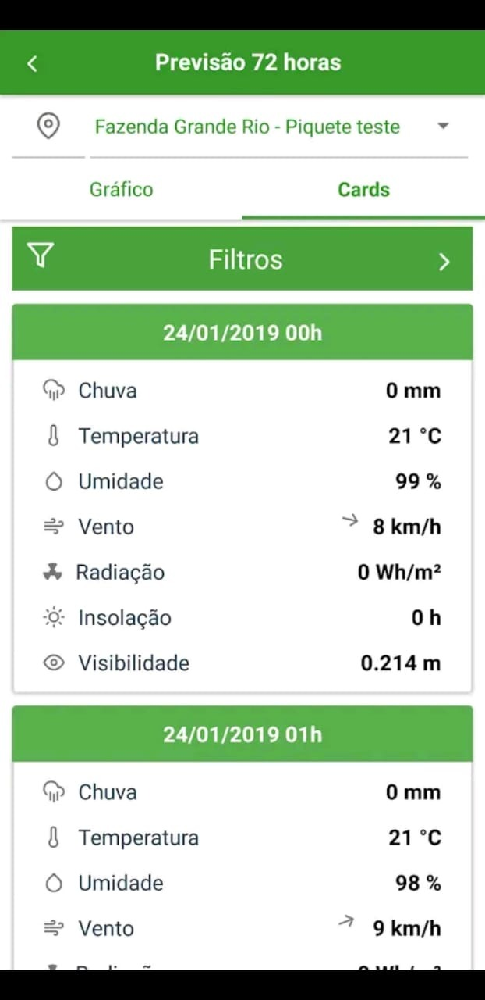 Previsão 72 horas
Fazenda Grande Rio - Piquete teste
Gráfico Cards
Filtros
24/01/2019 00h
Chuva 0 mm
Temperatura 21 °C
Umidade 99 %
Vento 8 km/h
Radiação 0 Wh/m²
Insolação 0 h
Visibilidade 0.214 m
24/01/2019 01h
Chuva 0 mm
Temperatura 21 °C
Umidade 98 %
Vento 9 km/h